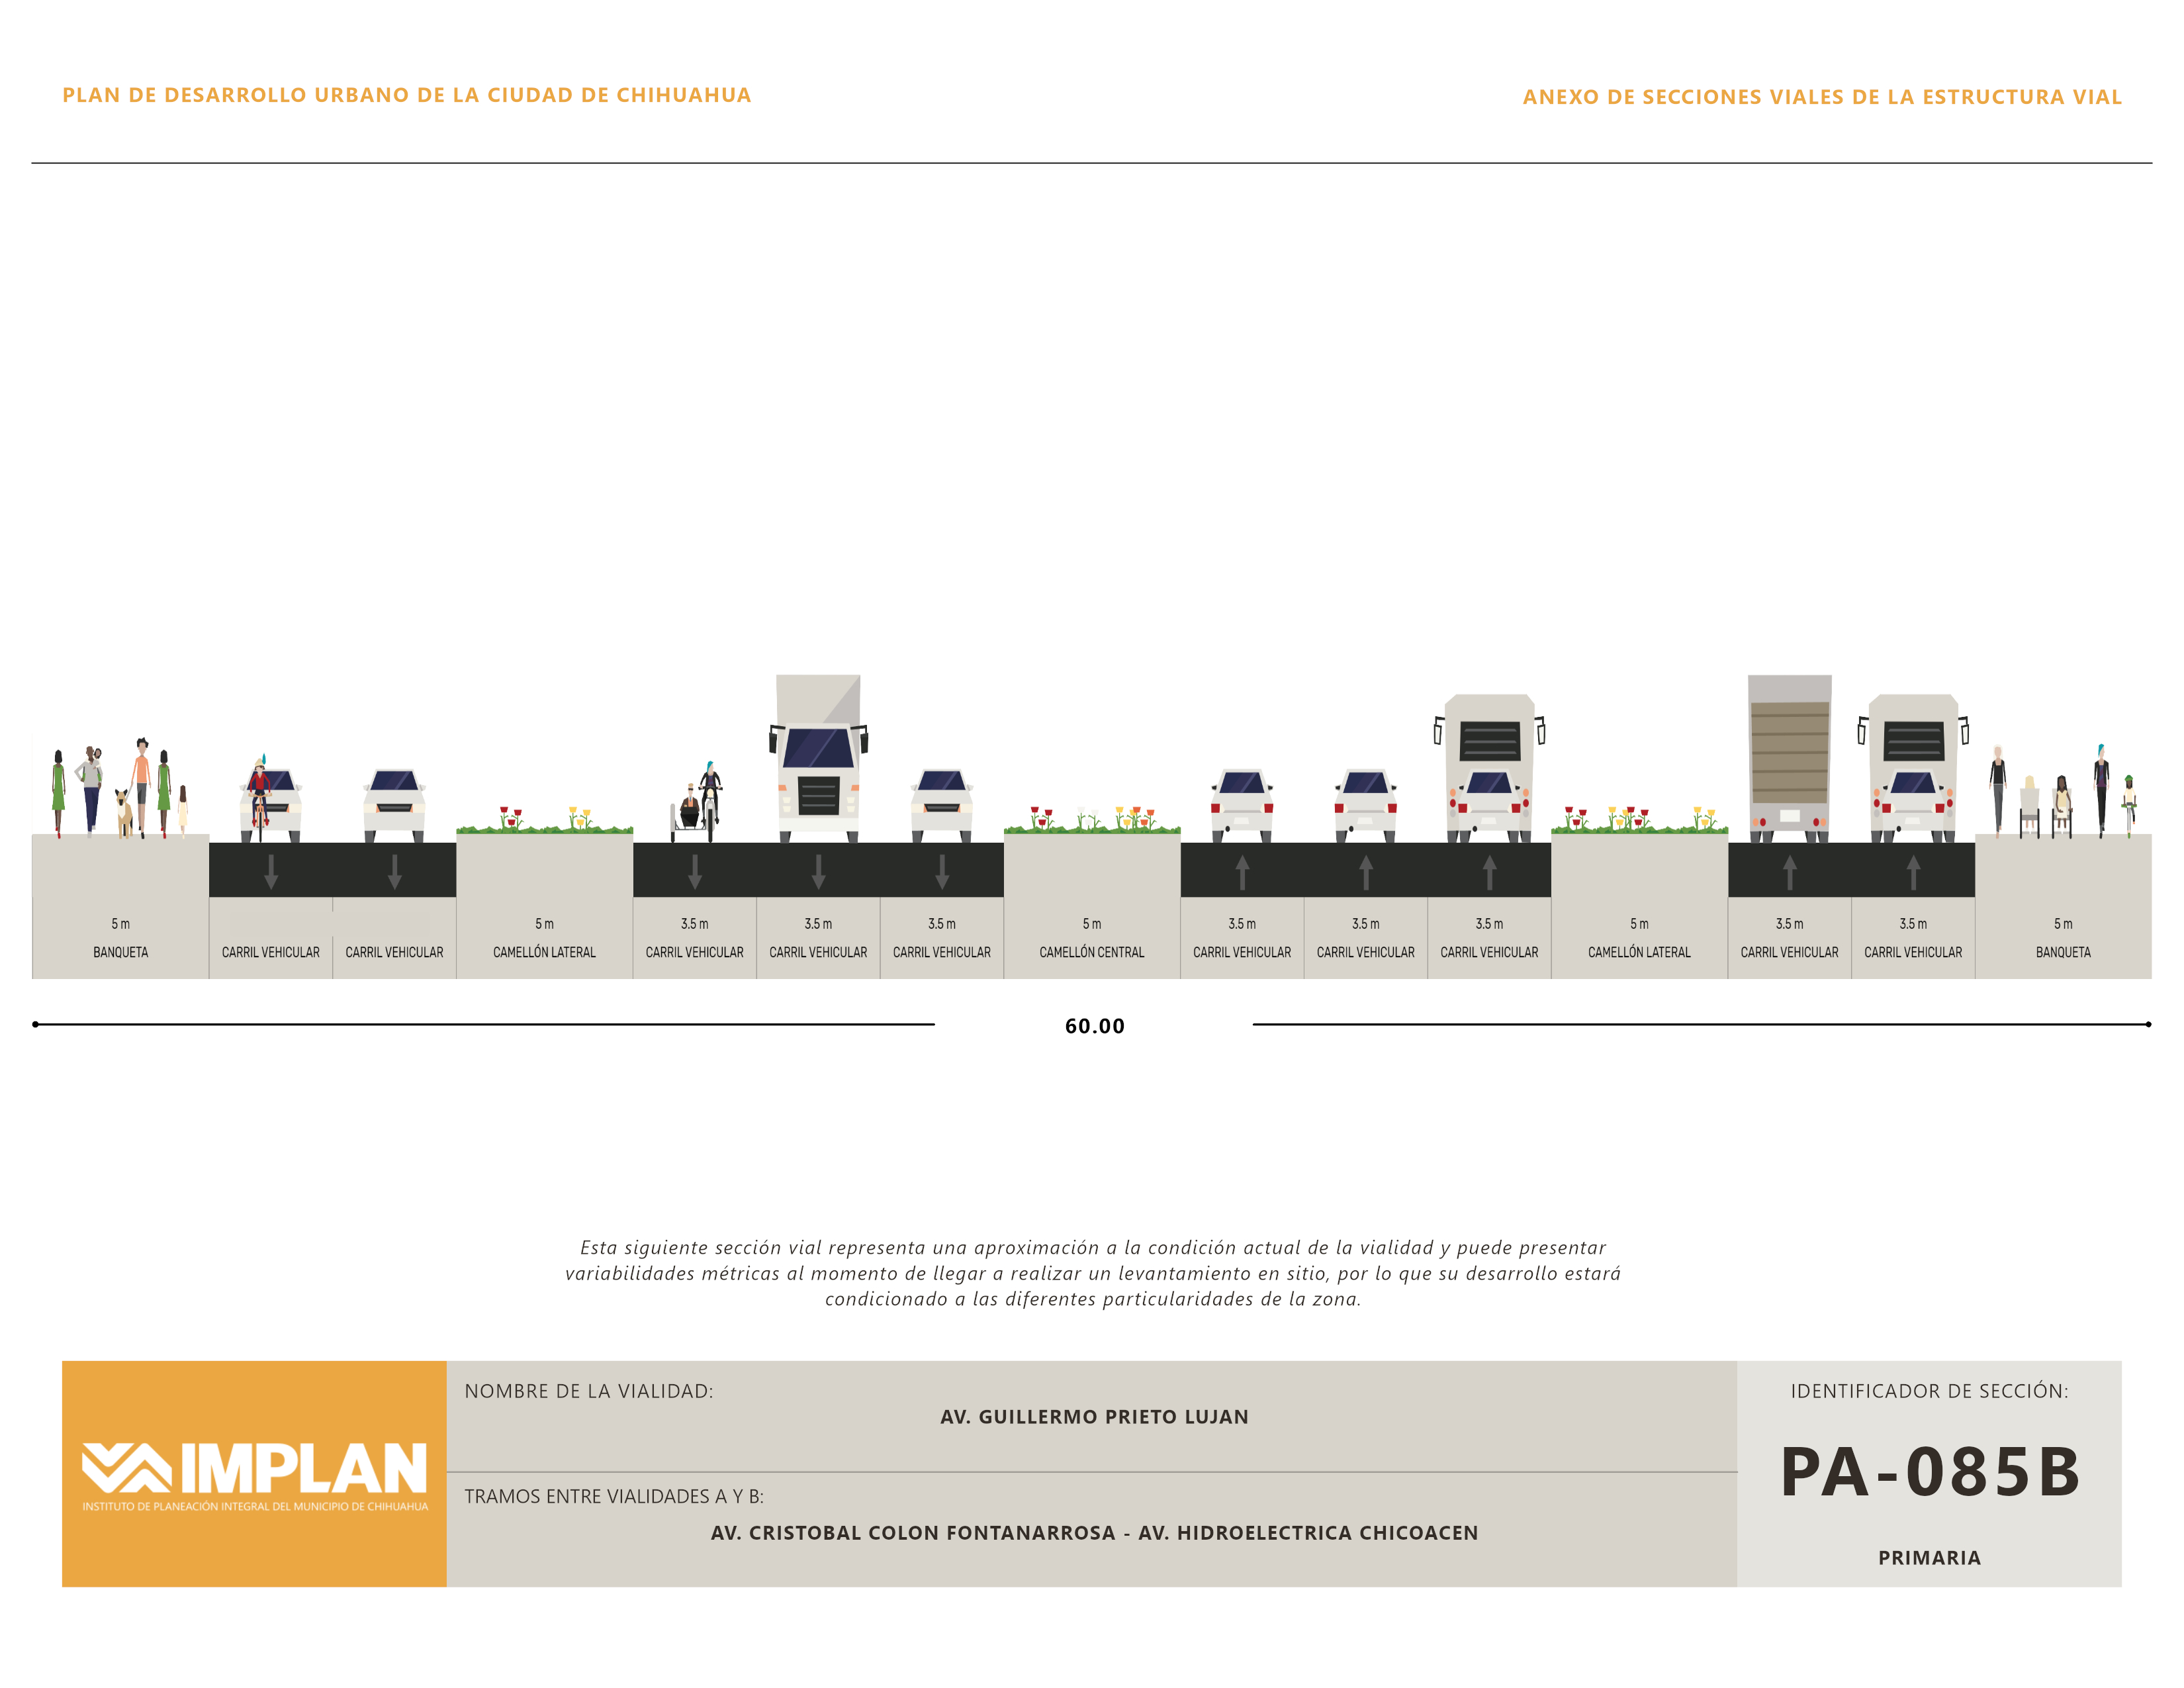 PLAN DE DESARROLLO URBANO DE LA CIUDAD DE CHIHUAHUA
ANEXO DE SECCIONES VIALES DE LA ESTRUCTURA VIAL
5 m
BANQUETA
CARRIL VEHICULAR
CARRIL VEHICULAR
5 m
CAMELLÓN LATERAL
3.5 m
CARRIL VEHICULAR
3.5 m
CARRIL VEHICULAR
3.5 m
CARRIL VEHICULAR
5 m
CAMELLÓN CENTRAL
3.5 m
CARRIL VEHICULAR
3.5 m
CARRIL VEHICULAR
3.5 m
CARRIL VEHICULAR
5 m
CAMELLÓN LATERAL
3.5 m
CARRIL VEHICULAR
3.5 m
CARRIL VEHICULAR
5 m
BANQUETA
60.00
Esta siguiente sección vial representa una aproximación a la condición actual de la vialidad y puede presentar
variabilidades métricas al momento de llegar a realizar un levantamiento en sitio, por lo que su desarrollo estará
condicionado a las diferentes particularidades de la zona.
IMPLAN
INSTITUTO DE PLANEACIÓN INTEGRAL DEL MUNICIPIO DE CHIHUAHUA
NOMBRE DE LA VIALIDAD:
AV. GUILLERMO PRIETO LUJAN
TRAMOS ENTRE VIALIDADES A Y B:
AV. CRISTOBAL COLON FONTANARROSA - AV. HIDROELECTRICA CHICOACEN
IDENTIFICADOR DE SECCIÓN:
PA-085B
PRIMARIA